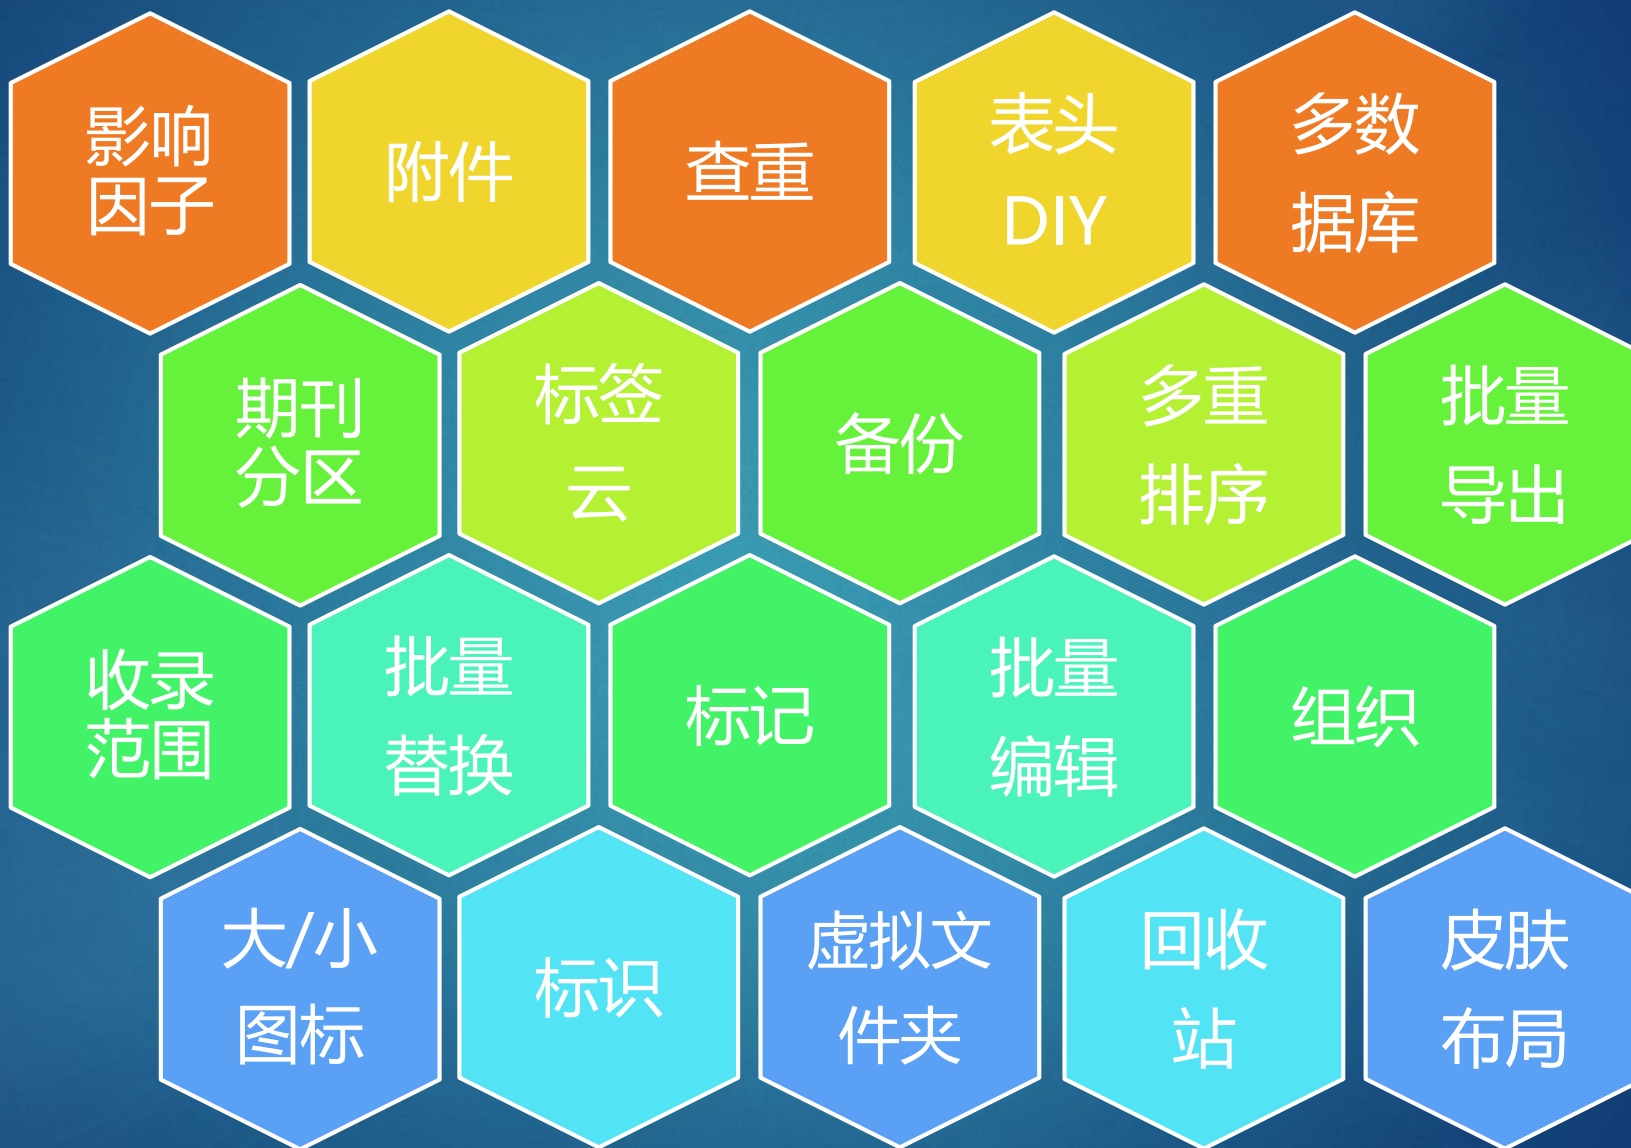 影响
因子
附件
查重
表头
DIY
多数
据库
期刊
分区
标签
云
备份
多重
排序
批量
导出
收录
范围
批量
替换
标记
批量
编辑
组织
大/小
图标
标识
虚拟文
件夹
回收
站
皮肤
布局